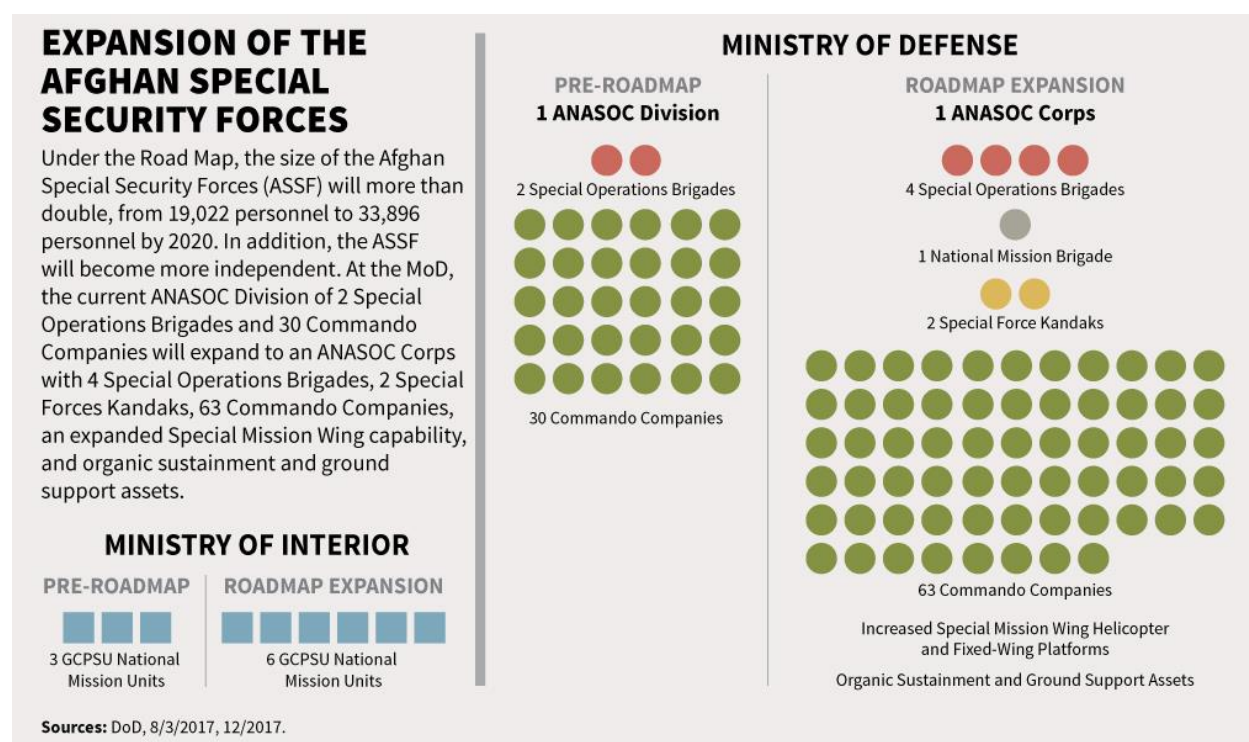 EXPANSION OF THE
AFGHAN SPECIAL
SECURITY FORCES
Under the Road Map, the size of the Afghan
Special Security Forces (ASSF) will more than
double, from 19,022 personnel to 33,896
personnel by 2020. In addition, the ASSF
will become more independent. At the MoD,
the current ANASOC Division of 2 Special
Operations Brigades and 30 Commando
Companies will expand to an ANASOC Corps
with 4 Special Operations Brigades, 2 Special
Forces Kandaks, 63 Commando Companies,
an expanded Special Mission Wing capability,
and organic sustainment and ground
support assets.
MINISTRY OF INTERIOR
PRE-ROADMAP
3 GCPSU National
Mission Units
ROADMAP EXPANSION
6 GCPSU National
Mission Units
MINISTRY OF DEFENSE
PRE-ROADMAP
1 ANASOC Division
2 Special Operations Brigades
30 Commando Companies
ROADMAP EXPANSION
1 ANASOC Corps
4 Special Operations Brigades
1 National Mission Brigade
2 Special Force Kandaks
63 Commando Companies
Increased Special Mission Wing Helicopter
and Fixed-Wing Platforms
Organic Sustainment and Ground Support Assets
Sources: DoD, 8/3/2017, 12/2017.